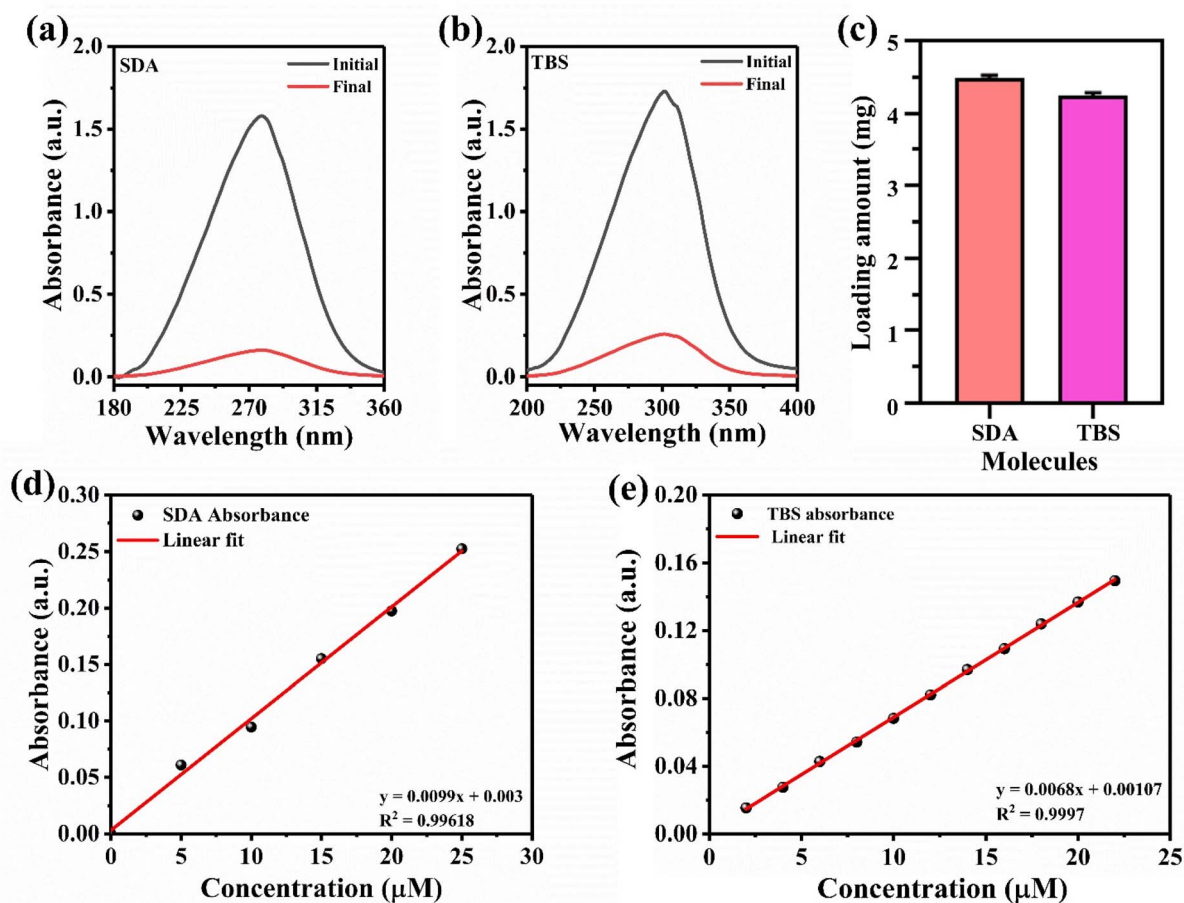 (a)
2.0
1.5
1.0
0.5
0.0
Absorbance (a.u.)
SDA
Initial
Final
180 225 270 315 360
Wavelength (nm)
(b)
2.0
1.5
1.0
0.5
0.0
Absorbance (a.u.)
TBS
Initial
Final
200 250 300 350 400
Wavelength (nm)
(c)
5
4
3
2
1
0
Loading amount (mg)
SDA TBS
Molecules
(d)
0.30
0.25
0.20
0.15
0.10
0.05
0.00
Absorbance (a.u.)
SDA Absorbance
Linear fit
y = 0.0099x + 0.003
R² = 0.99618
0 5 10 15 20 25 30
Concentration (μM)
(e)
0.20
0.16
0.12
0.08
0.04
0.00
Absorbance (a.u.)
TBS absorbance
Linear fit
y = 0.0068x + 0.00107
R² = 0.9997
0 5 10 15 20 25
Concentration (μM)